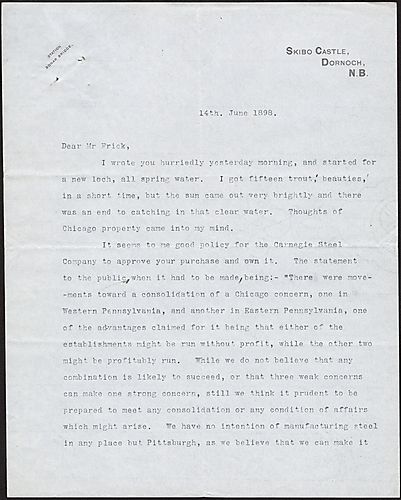 STATION
BONAR BRIDGE.
SKIBO CASTLE,
DORNOCH,
N.B.
14th. June 1898.
Dear Mr Frick,
I wrote you hurriedly yesterday morning, and started for
a new loch, all spring water. I got fifteen trout,' beauties,'
in a short time, but the sun came out very brightly and there
was an end to catching in that clear water. Thoughts of
Chicago property came into my mind.
It seems to me good policy for the Carnegie Steel
Company to approve your purchase and own it. The statement
to the public, when it had to be made, being:- "There were move-
-ments toward a consolidation of a Chicago concern, one in
Western Pennsylvania, and another in Eastern Pennsylvania, one
of the advantages claimed for it being that either of the
establishments might be run without profit, while the other two
might be profitably run. While we do not believe that any
combination is likely to succeed, or that three weak concerns
can make one strong concern, still we think it prudent to be
prepared to meet any consolidation or any condition of affairs
which might arise. We have no intention of manufacturing steel
in any place but Pittsburgh, as we believe that we can make it